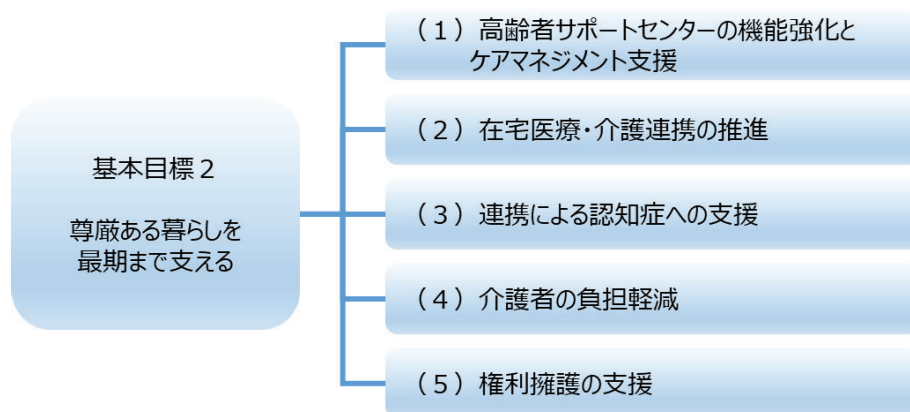 基本目標２
尊厳ある暮らしを
最期まで支える
（１）高齢者サポートセンターの機能強化と
ケアマネジメント支援
（２）在宅医療・介護連携の推進
（３）連携による認知症への支援
（４）介護者の負担軽減
（５）権利擁護の支援